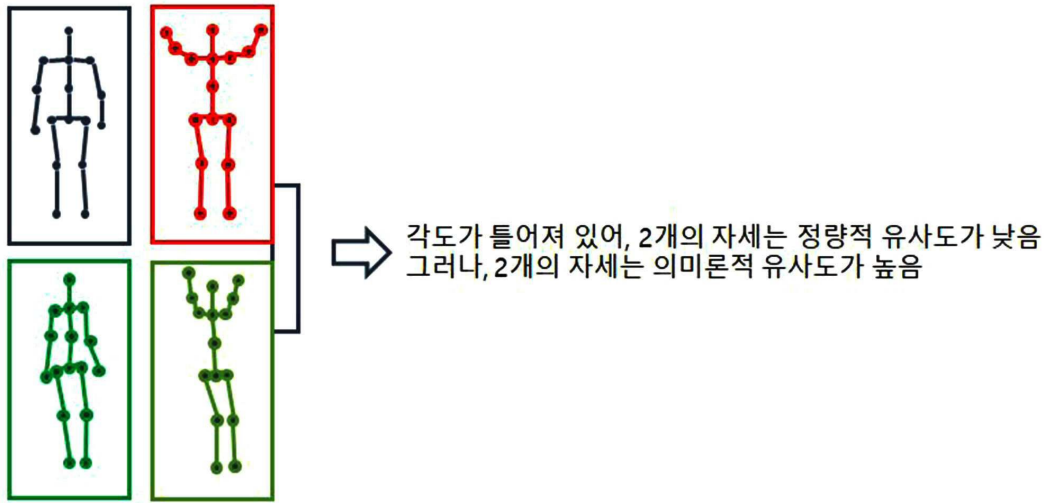 각도가 틀어져 있어, 2개의 자세는 정량적 유사도가 낮음
그러나, 2개의 자세는 의미론적 유사도가 높음